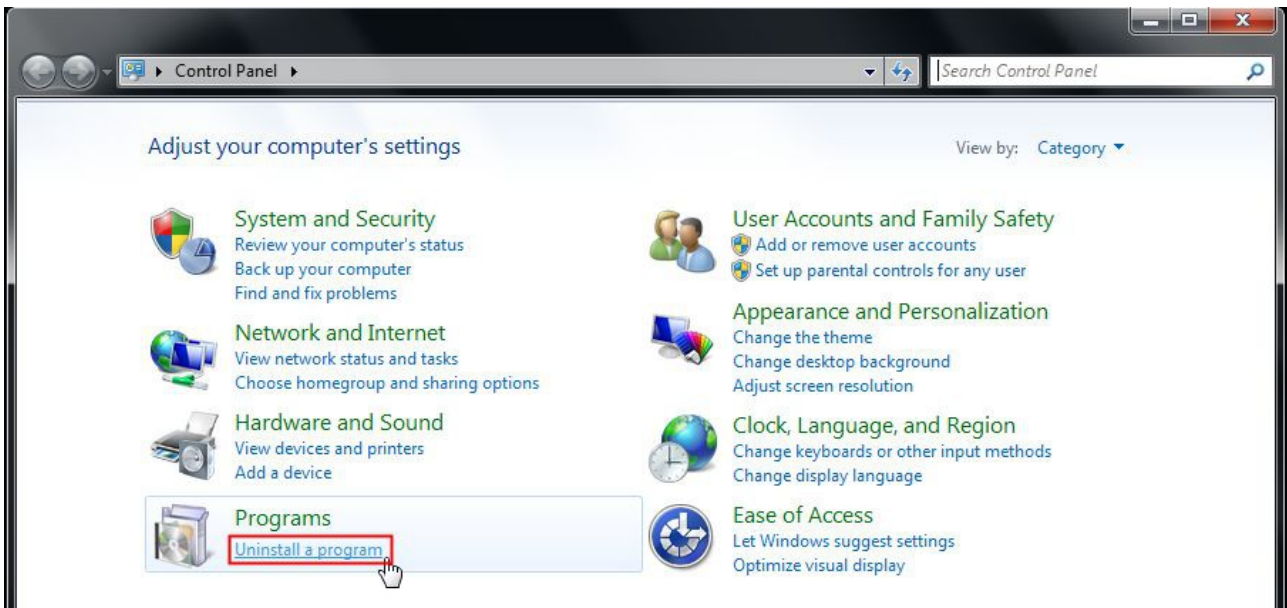 Control Panel
Search Control Panel
Adjust your computer's settings
View by: Category
System and Security
Review your computer's status
Back up your computer
Find and fix problems
Network and Internet
View network status and tasks
Choose homegroup and sharing options
Hardware and Sound
View devices and printers
Add a device
Programs
Uninstall a program
User Accounts and Family Safety
Add or remove user accounts
Set up parental controls for any user
Appearance and Personalization
Change the theme
Change desktop background
Adjust screen resolution
Clock, Language, and Region
Change keyboards or other input methods
Change display language
Ease of Access
Let Windows suggest settings
Optimize visual display